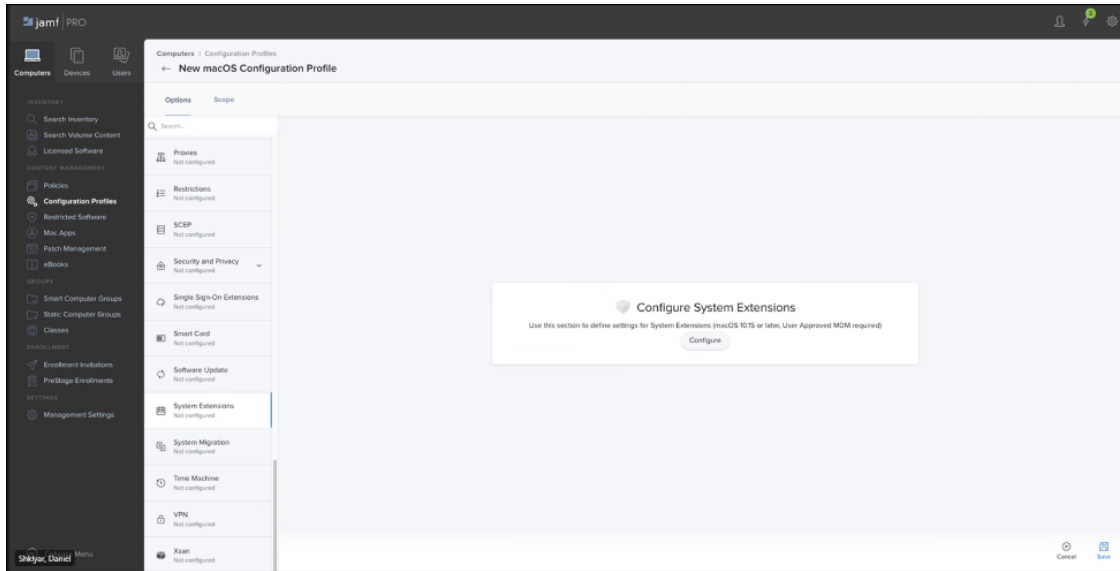 jamf PRO
2
Computers
Devices
Users
Computers : Configuration Profiles
← New macOS Configuration Profile
Options
Scope
INVENTORY
Search Inventory
Search Volume Content
Licensed Software
CONTENT MANAGEMENT
Policies
Configuration Profiles
Restricted Software
Mac Apps
Patch Management
eBooks
GROUPS
Smart Computer Groups
Static Computer Groups
Classes
ENROLLMENT
Enrollment Invitations
PreStage Enrollments
SETTINGS
Management Settings
Menu
Shklyar, Daniel
Search...
Proxies
Not configured
Restrictions
Not configured
SCEP
Not configured
Security and Privacy
Not configured
Single Sign-On Extensions
Not configured
Smart Card
Not configured
Software Update
Not configured
System Extensions
Not configured
System Migration
Not configured
Time Machine
Not configured
VPN
Not configured
Xsan
Not configured
Configure System Extensions
Use this section to define settings for System Extensions (macOS 10.15 or later, User Approved MDM required)
Configure
Cancel
Save